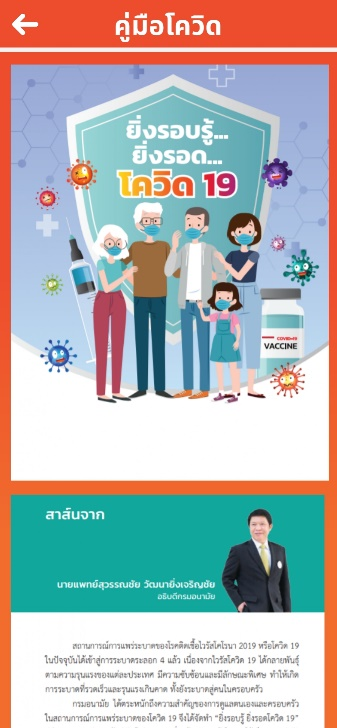 คู่มือโควิด
ยิ่งรอบรู้...
ยิ่งรอด...
โควิด 19
COVID-19
VACCINE
สาส์นจาก
นายแพทย์สุวรรณชัย วัฒนายิ่งเจริญชัย
อธิบดีกรมอนามัย
สถานการณ์การแพร่ระบาดของโรคติดเชื้อไวรัสโคโรนา 2019 หรือโควิด 19
ในปัจจุบันได้เข้าสู่การระบาดระลอก 4 แล้ว เนื่องจากไวรัสโควิด 19 ได้กลายพันธุ์
ตามความรุนแรงของแต่ละประเทศ มีความซับซ้อนและมีลักษณะพิเศษ ทำให้เกิด
การระบาดที่รวดเร็วและรุนแรงเกินคาด ทั้งยังระบาดสู่คนในครอบครัว
กรมอนามัย ได้ตระหนักถึงความสำคัญของการดูแลตนเองและครอบครัว
ในสถานการณ์การแพร่ระบาดของโควิด 19 จึงได้จัดทำ "ยิ่งรอบรู้ ยิ่งรอดโควิด 19"